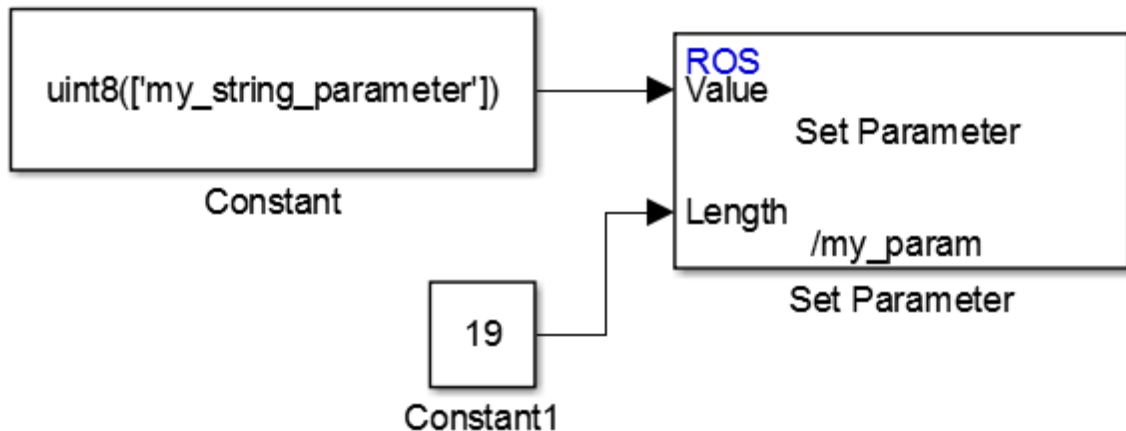 uint8(['my_string_parameter'])
Constant
ROS
Value
Set Parameter
Length
/my_param
Set Parameter
19
Constant1